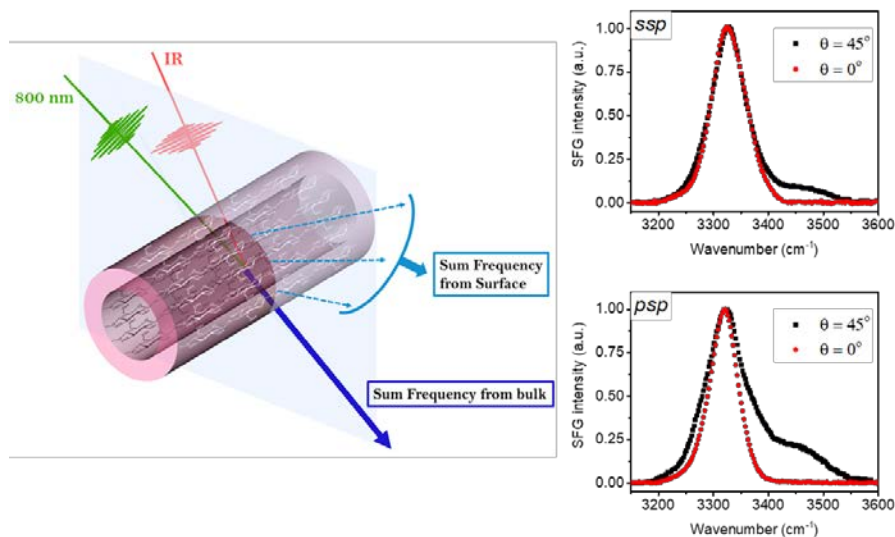 IR
800 nm
Sum Frequency
from Surface
Sum Frequency from bulk
ssp
θ = 45°
θ = 0°
SFG intensity (a.u.)
1.00
0.75
0.50
0.25
0.00
3200 3300 3400 3500 3600
Wavenumber (cm⁻¹)
psp
θ = 45°
θ = 0°
SFG intensity (a.u.)
1.00
0.75
0.50
0.25
0.00
3200 3300 3400 3500 3600
Wavenumber (cm⁻¹)